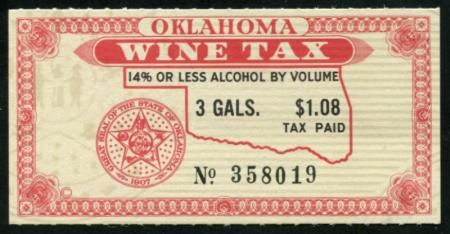 OKLAHOMA
WINE TAX
14% OR LESS ALCOHOL BY VOLUME
3 GALS. $1.08
TAX PAID
GREAT SEAL OF THE STATE OF OKLAHOMA
1907
No 358019